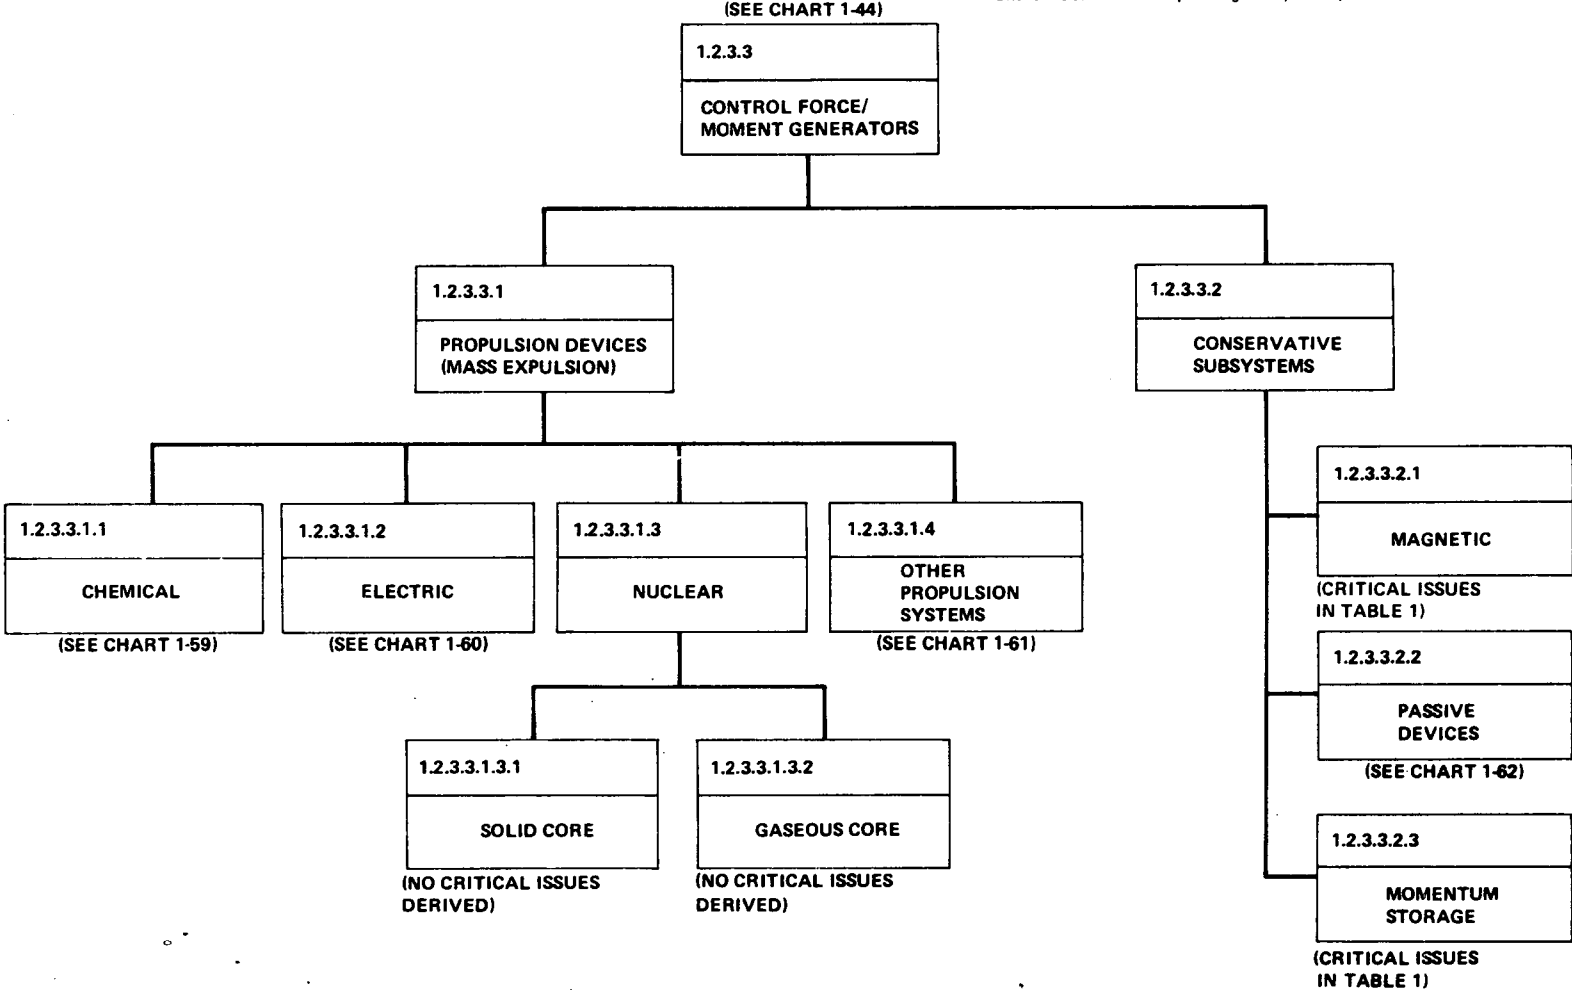 (SEE CHART 1-44)
1.2.3.3
CONTROL FORCE/
MOMENT GENERATORS
1.2.3.3.1
PROPULSION DEVICES
(MASS EXPULSION)
1.2.3.3.2
CONSERVATIVE
SUBSYSTEMS
1.2.3.3.1.1
CHEMICAL
(SEE CHART 1-59)
1.2.3.3.1.2
ELECTRIC
(SEE CHART 1-60)
1.2.3.3.1.3
NUCLEAR
1.2.3.3.1.4
OTHER
PROPULSION
SYSTEMS
(SEE CHART 1-61)
1.2.3.3.1.3.1
SOLID CORE
(NO CRITICAL ISSUES
DERIVED)
1.2.3.3.1.3.2
GASEOUS CORE
(NO CRITICAL ISSUES
DERIVED)
1.2.3.3.2.1
MAGNETIC
(CRITICAL ISSUES
IN TABLE 1)
1.2.3.3.2.2
PASSIVE
DEVICES
(SEE CHART 1-62)
1.2.3.3.2.3
MOMENTUM
STORAGE
(CRITICAL ISSUES
IN TABLE 1)